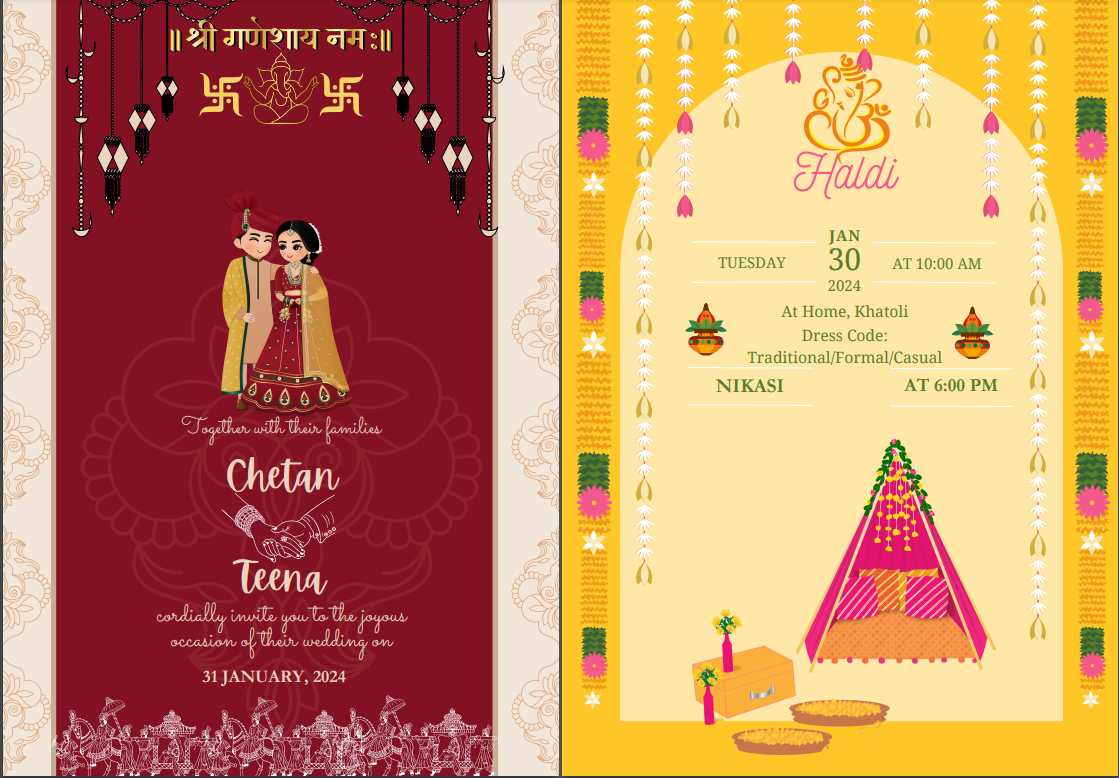 ॥ श्री गणेशाय नमः॥
Together with their families
Chetan
Teena
cordially invite you to the joyous
occasion of their wedding on
31 JANUARY, 2024
Haldi
JAN
TUESDAY 30 AT 10:00 AM
2024
At Home, Khatoli
Dress Code:
Traditional/Formal/Casual
NIKASI AT 6:00 PM